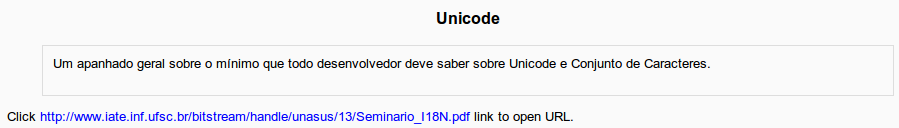 Unicode
Um apanhado geral sobre o mínimo que todo desenvolvedor deve saber sobre Unicode e Conjunto de Caracteres.
Click http://www.iate.inf.ufsc.br/bitstream/handle/unasus/13/Seminario_I18N.pdf link to open URL.